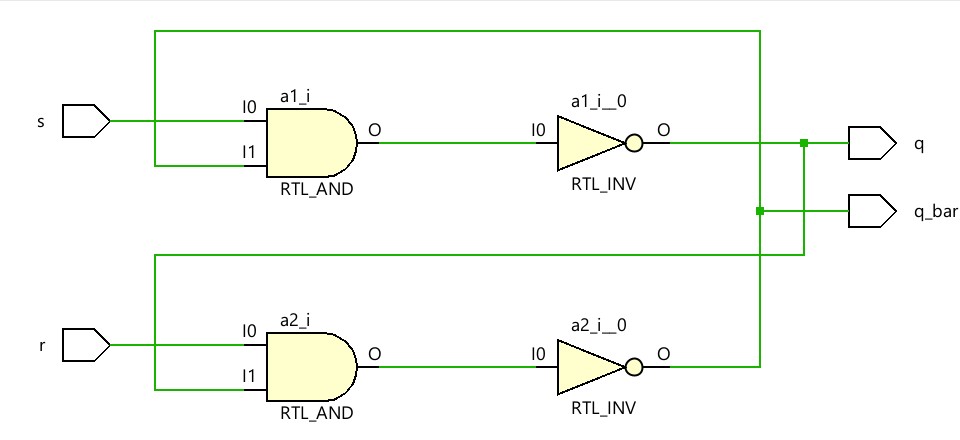 a1_i
a1_i__0
I0
s
O
I0
O
q
I1
RTL_AND
RTL_INV
q_bar
a2_i
a2_i__0
I0
r
O
I0
O
I1
RTL_AND
RTL_INV